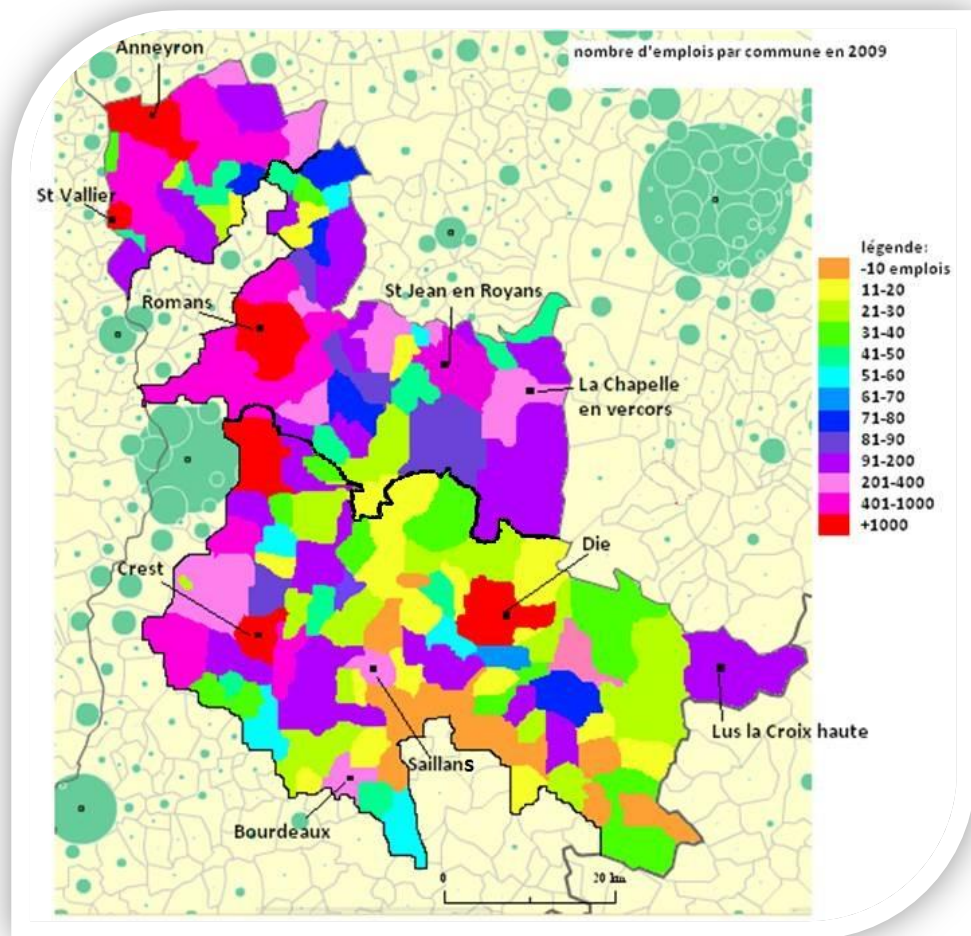 Anneyron
nombre d'emplois par commune en 2009
St Vallier
légende:
-10 emplois
11-20
21-30
31-40
41-50
51-60
61-70
71-80
81-90
91-200
201-400
401-1000
+1000
Romans
St Jean en Royans
La Chapelle
en vercors
Die
Crest
Lus la Croix haute
Saillans
Bourdeaux
0 20 km